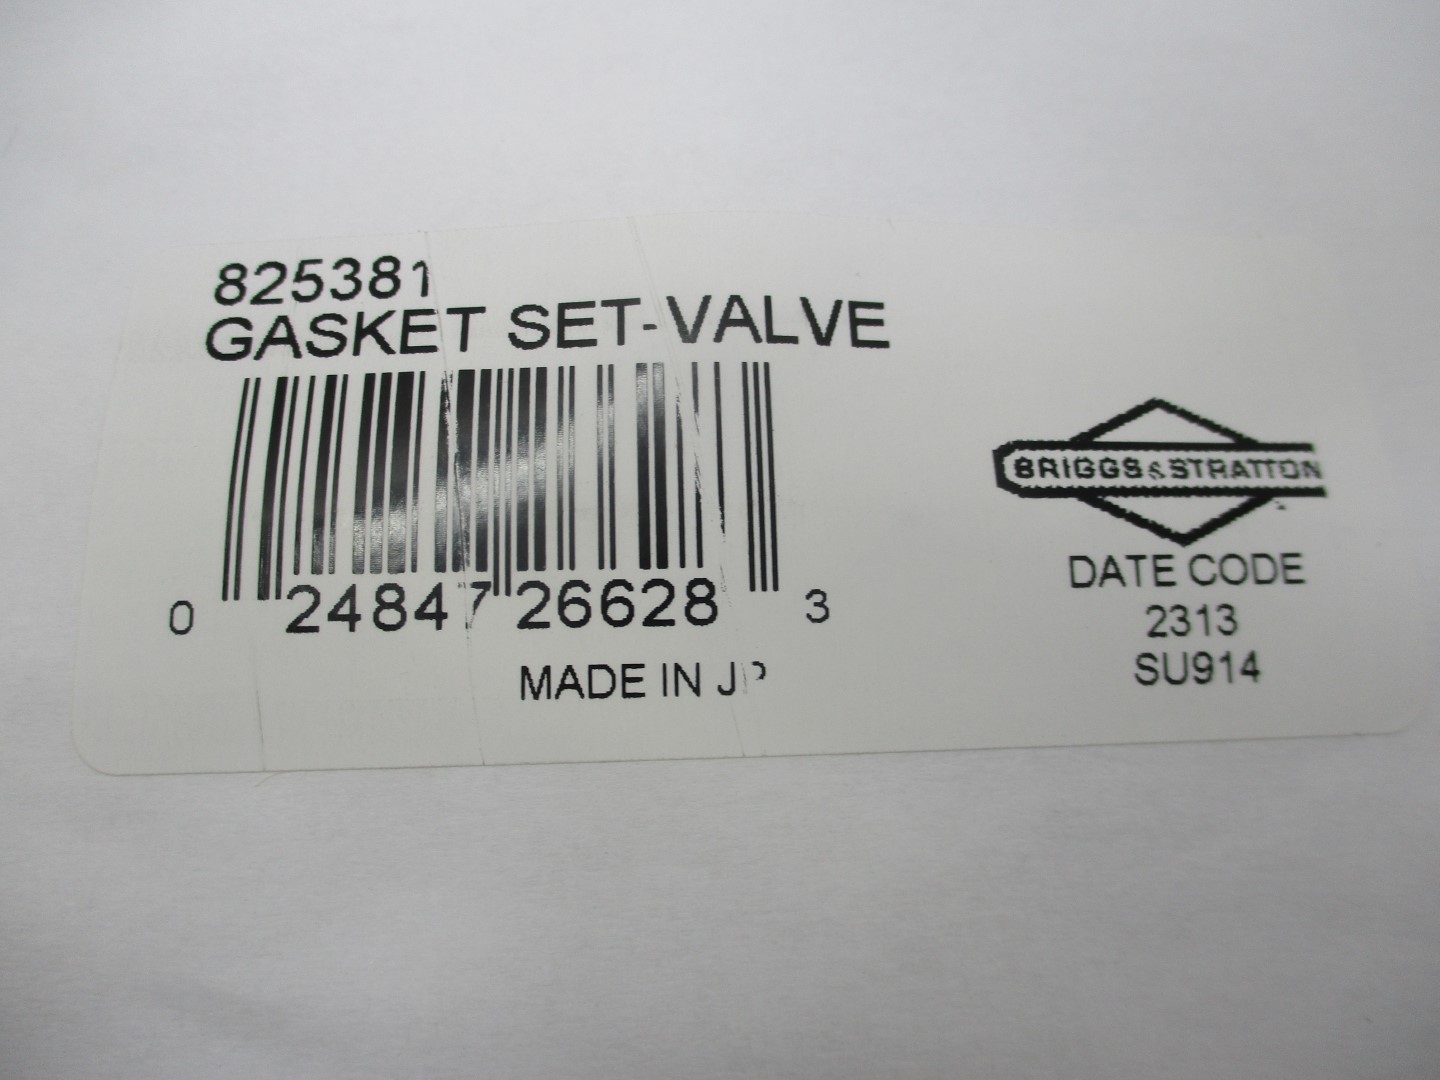 825381
GASKET SET-VALVE
0 24847 26628 3
MADE IN JP
BRIGGS & STRATTON
DATE CODE
2313
SU914